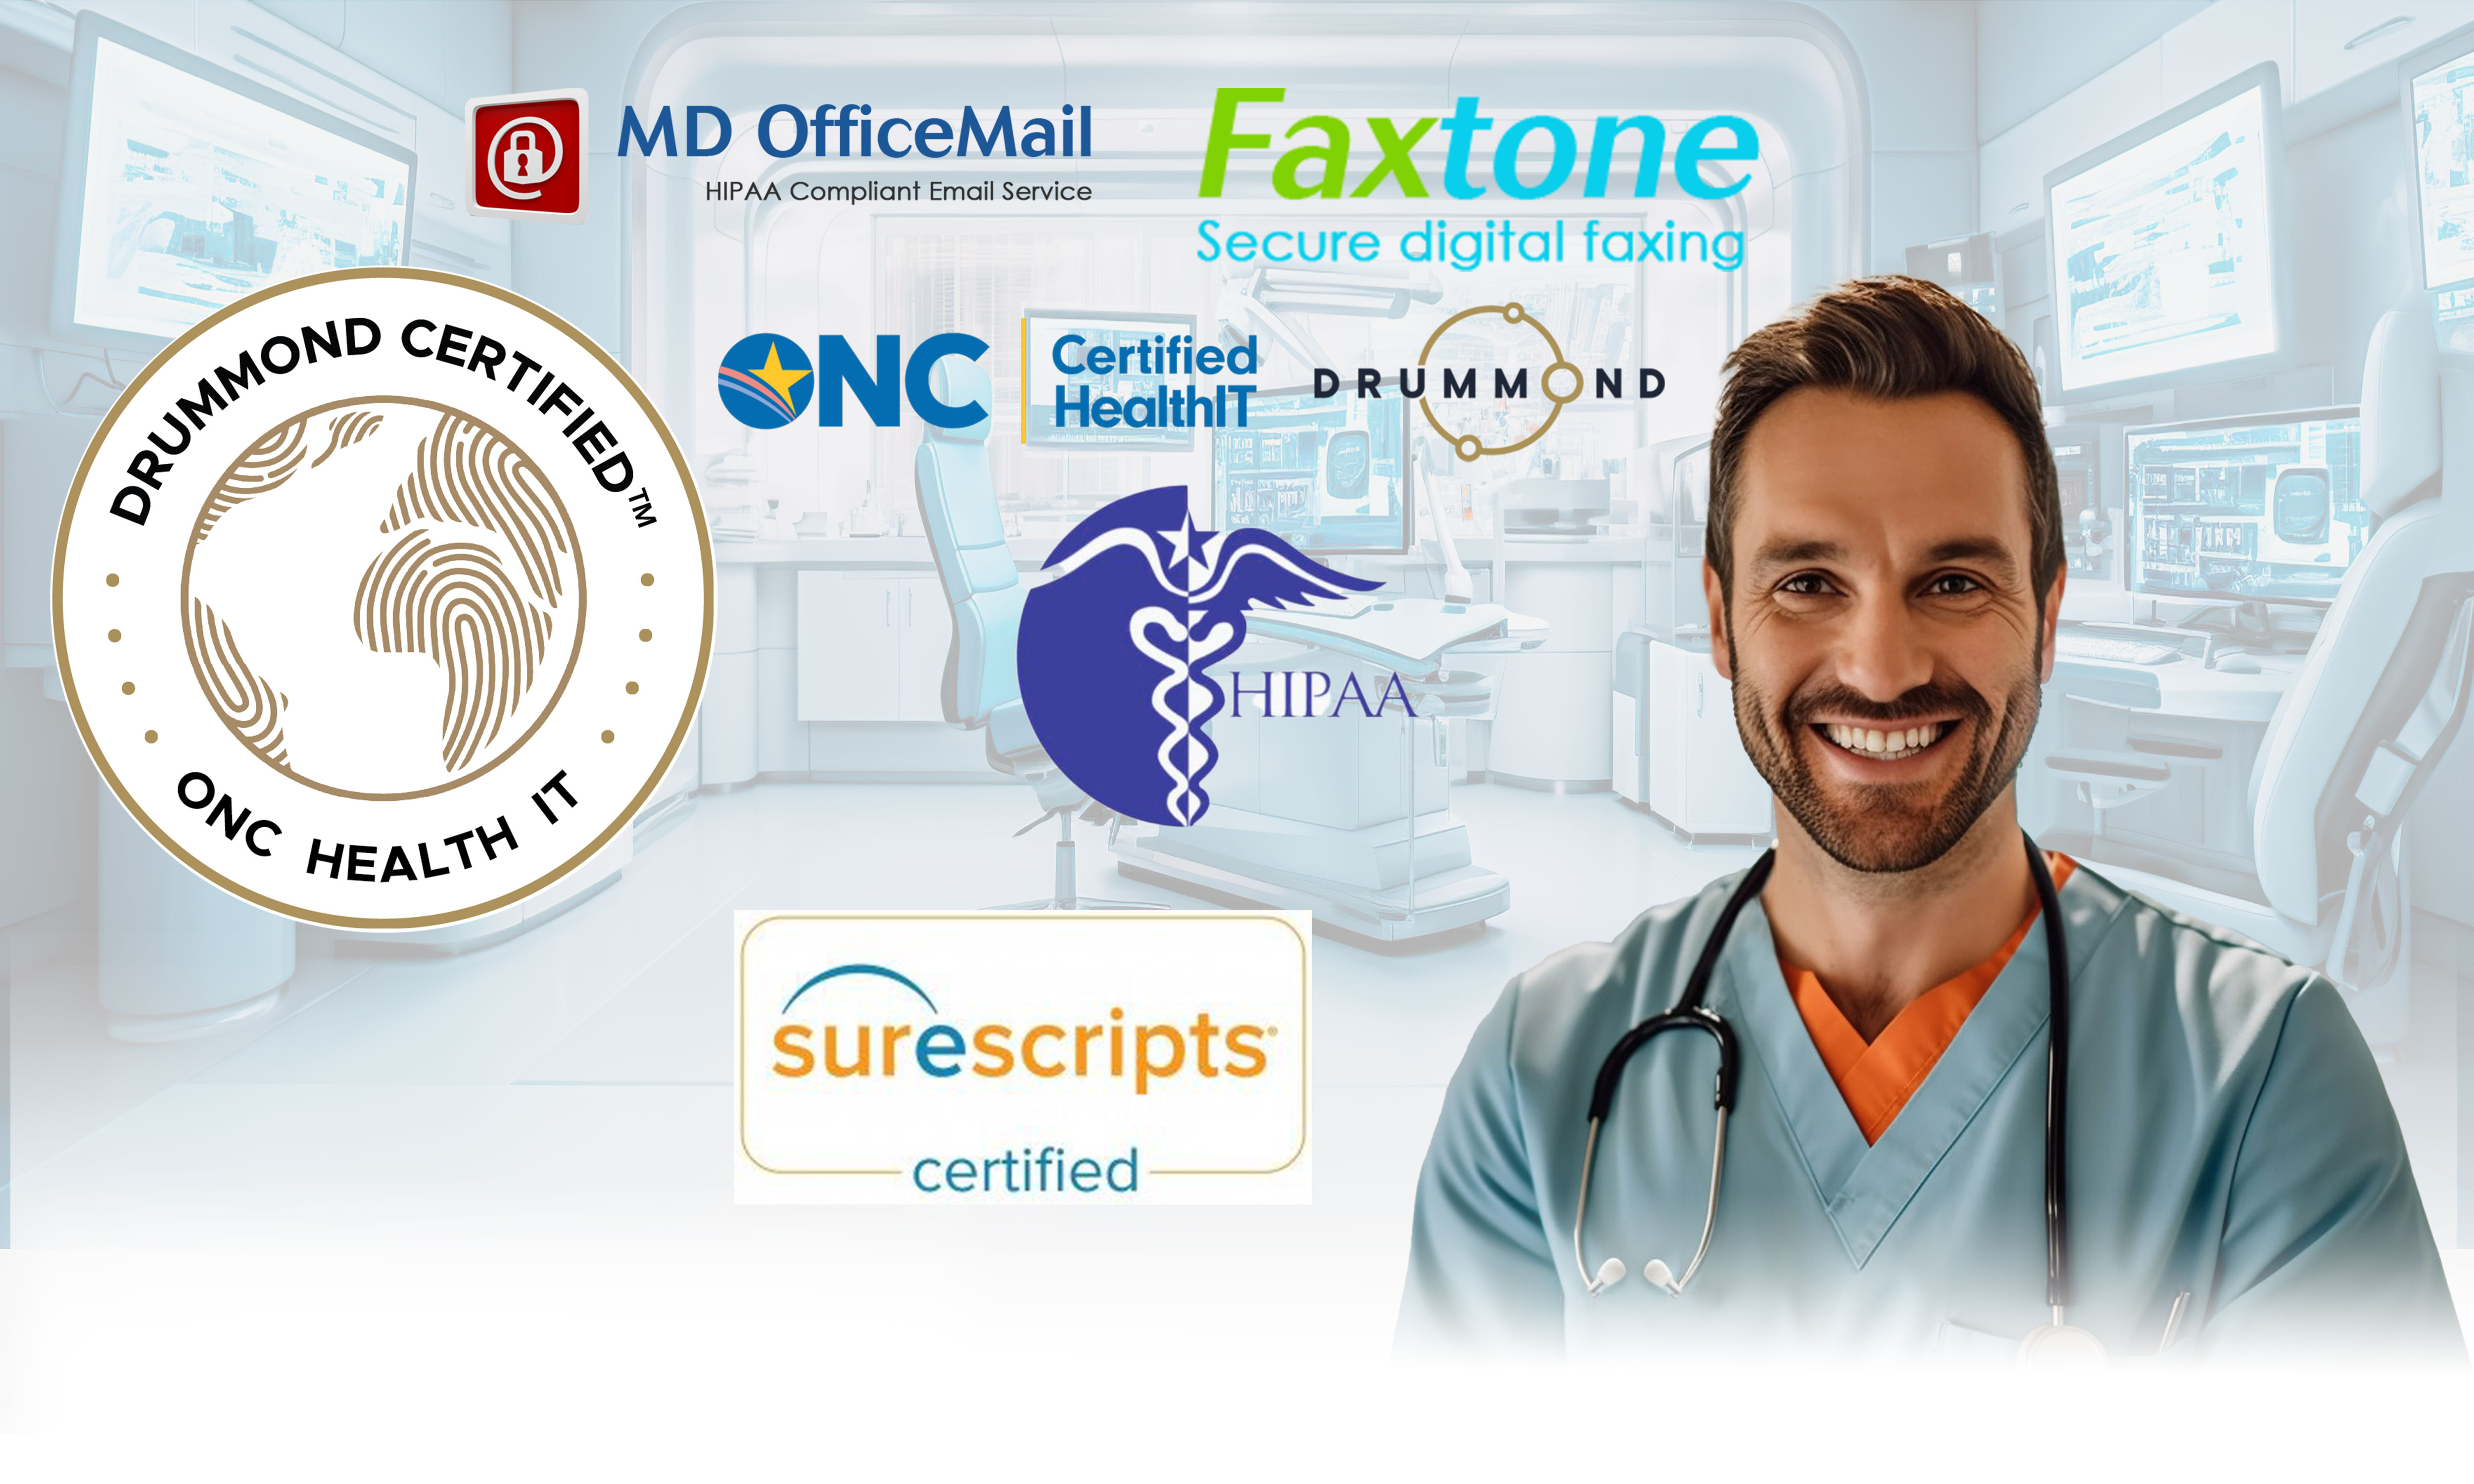 MD OfficeMail
HIPAA Compliant Email Service
Faxtone
Secure digital faxing
DRUMMOND CERTIFIED™
ONC HEALTH IT
ONC
Certified
HealthIT
DRUMMOND
HIPAA
surescripts®
certified